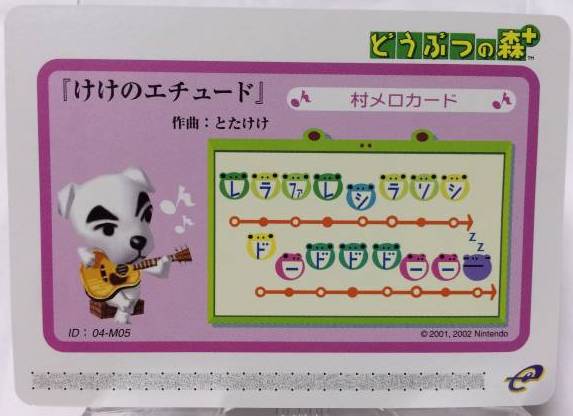 どうぶつの森+™
『けけのエチュード』
村メロカード
作曲：とたけけ
レ ラ ファ レ シ ラ ソ シ
z
z
ド ー ド ド ド ー ー ー
ID： 04-M05
© 2001, 2002 Nintendo
e